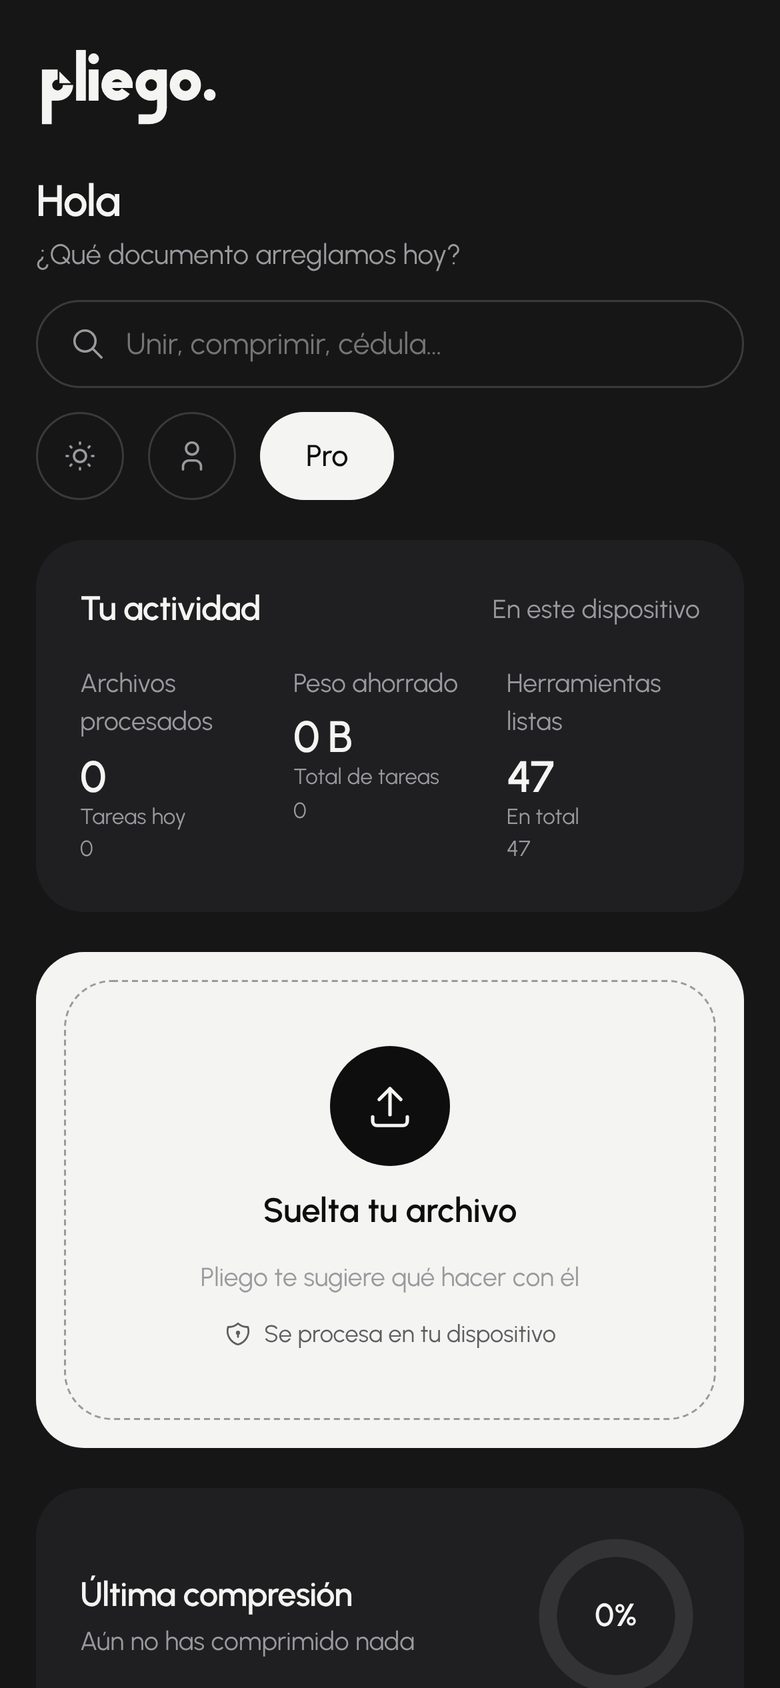 pliego.
Hola
¿Qué documento arreglamos hoy?
Unir, comprimir, cédula...
Pro
Tu actividad
En este dispositivo
Archivos
procesados
0
Tareas hoy
0
Peso ahorrado
0 B
Total de tareas
0
Herramientas
listas
47
En total
47
Suelta tu archivo
Pliego te sugiere qué hacer con él
Se procesa en tu dispositivo
Última compresión
Aún no has comprimido nada
0%